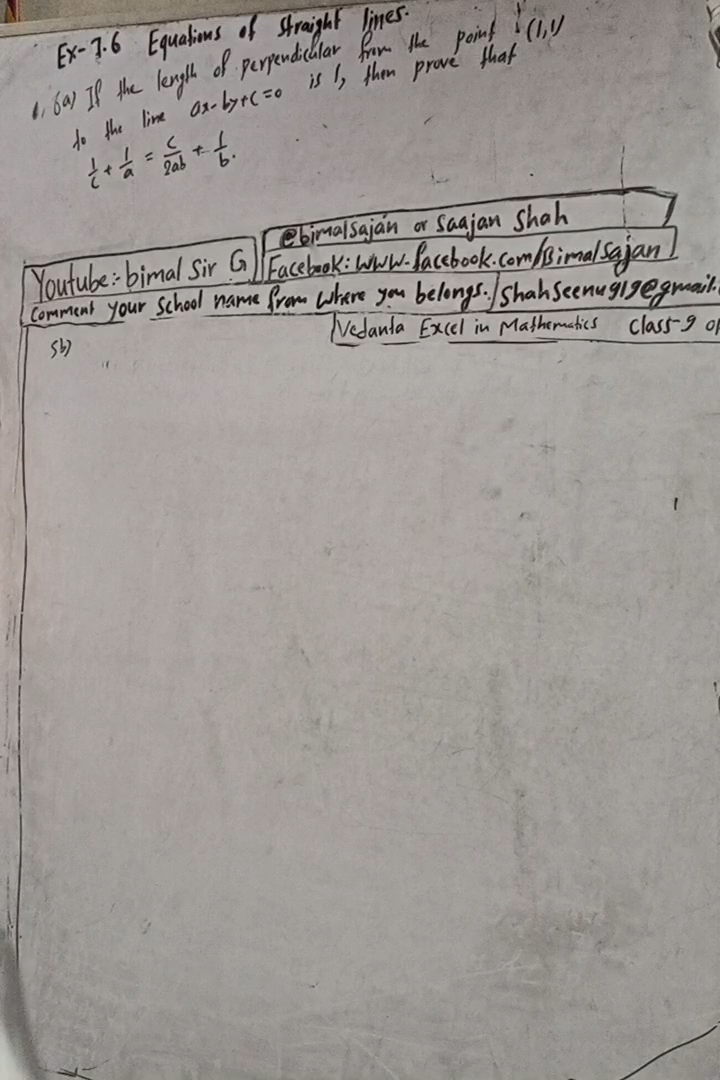 Ex-7.6 Equations of Straight lines.
6a) If the length of perpendicular from the point (1,1)
to the line ax-by+c=0 is 1, then prove that
1/c + 1/a = c/2ab + 1/b.
@bimalsajan or Saajan Shah
Youtube:- bimal Sir G
Facebook: WWW.facebook.com/Bimalsajan
Comment your School name from where you belongs./shahseenu919@gmail.
Vedanta Excel in Mathematics Class-9 op
5b)